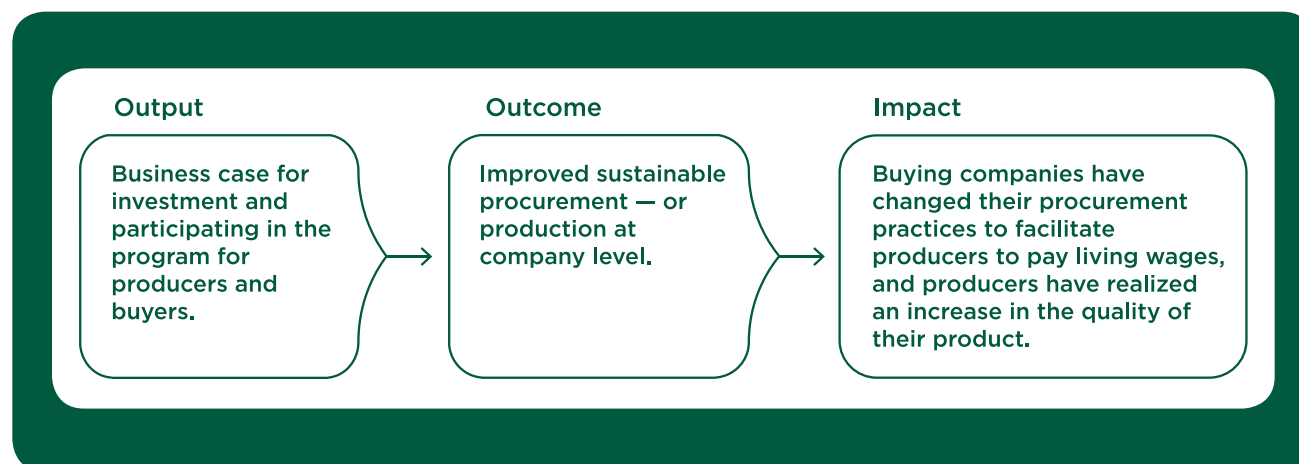 Output
Business case for
investment and
participating in the
program for
producers and
buyers.
Outcome
Improved sustainable
procurement — or
production at
company level.
Impact
Buying companies have
changed their procurement
practices to facilitate
producers to pay living wages,
and producers have realized
an increase in the quality of
their product.